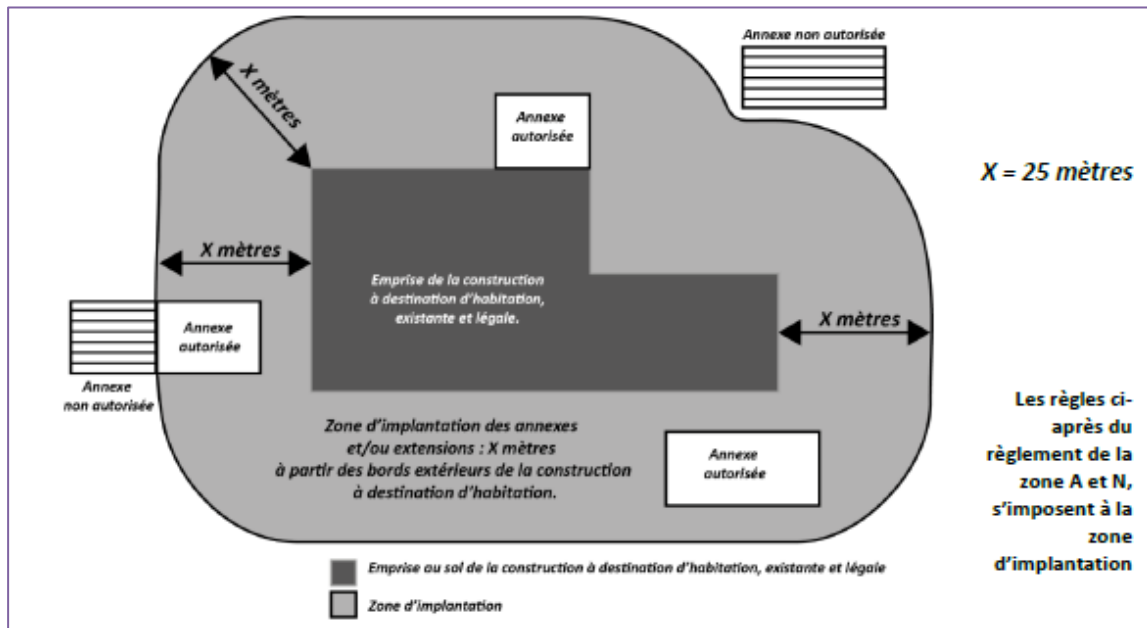 Annexe non autorisée
X mètres
Annexe
autorisée
X = 25 mètres
X mètres
Emprise de la construction
à destination d'habitation,
existante et légale.
X mètres
Annexe
autorisée
Annexe
non autorisée
Zone d'implantation des annexes
et/ou extensions : X mètres
à partir des bords extérieurs de la construction
à destination d'habitation.
Annexe
autorisée
Les règles ci-
après du
règlement de la
zone A et N,
s'imposent à la
zone
d'implantation
Emprise au sol de la construction à destination d'habitation, existante et légale
Zone d'implantation